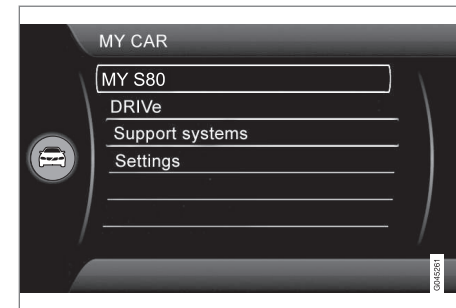 MY CAR
MY S80
DRIVe
Support systems
Settings
G045261